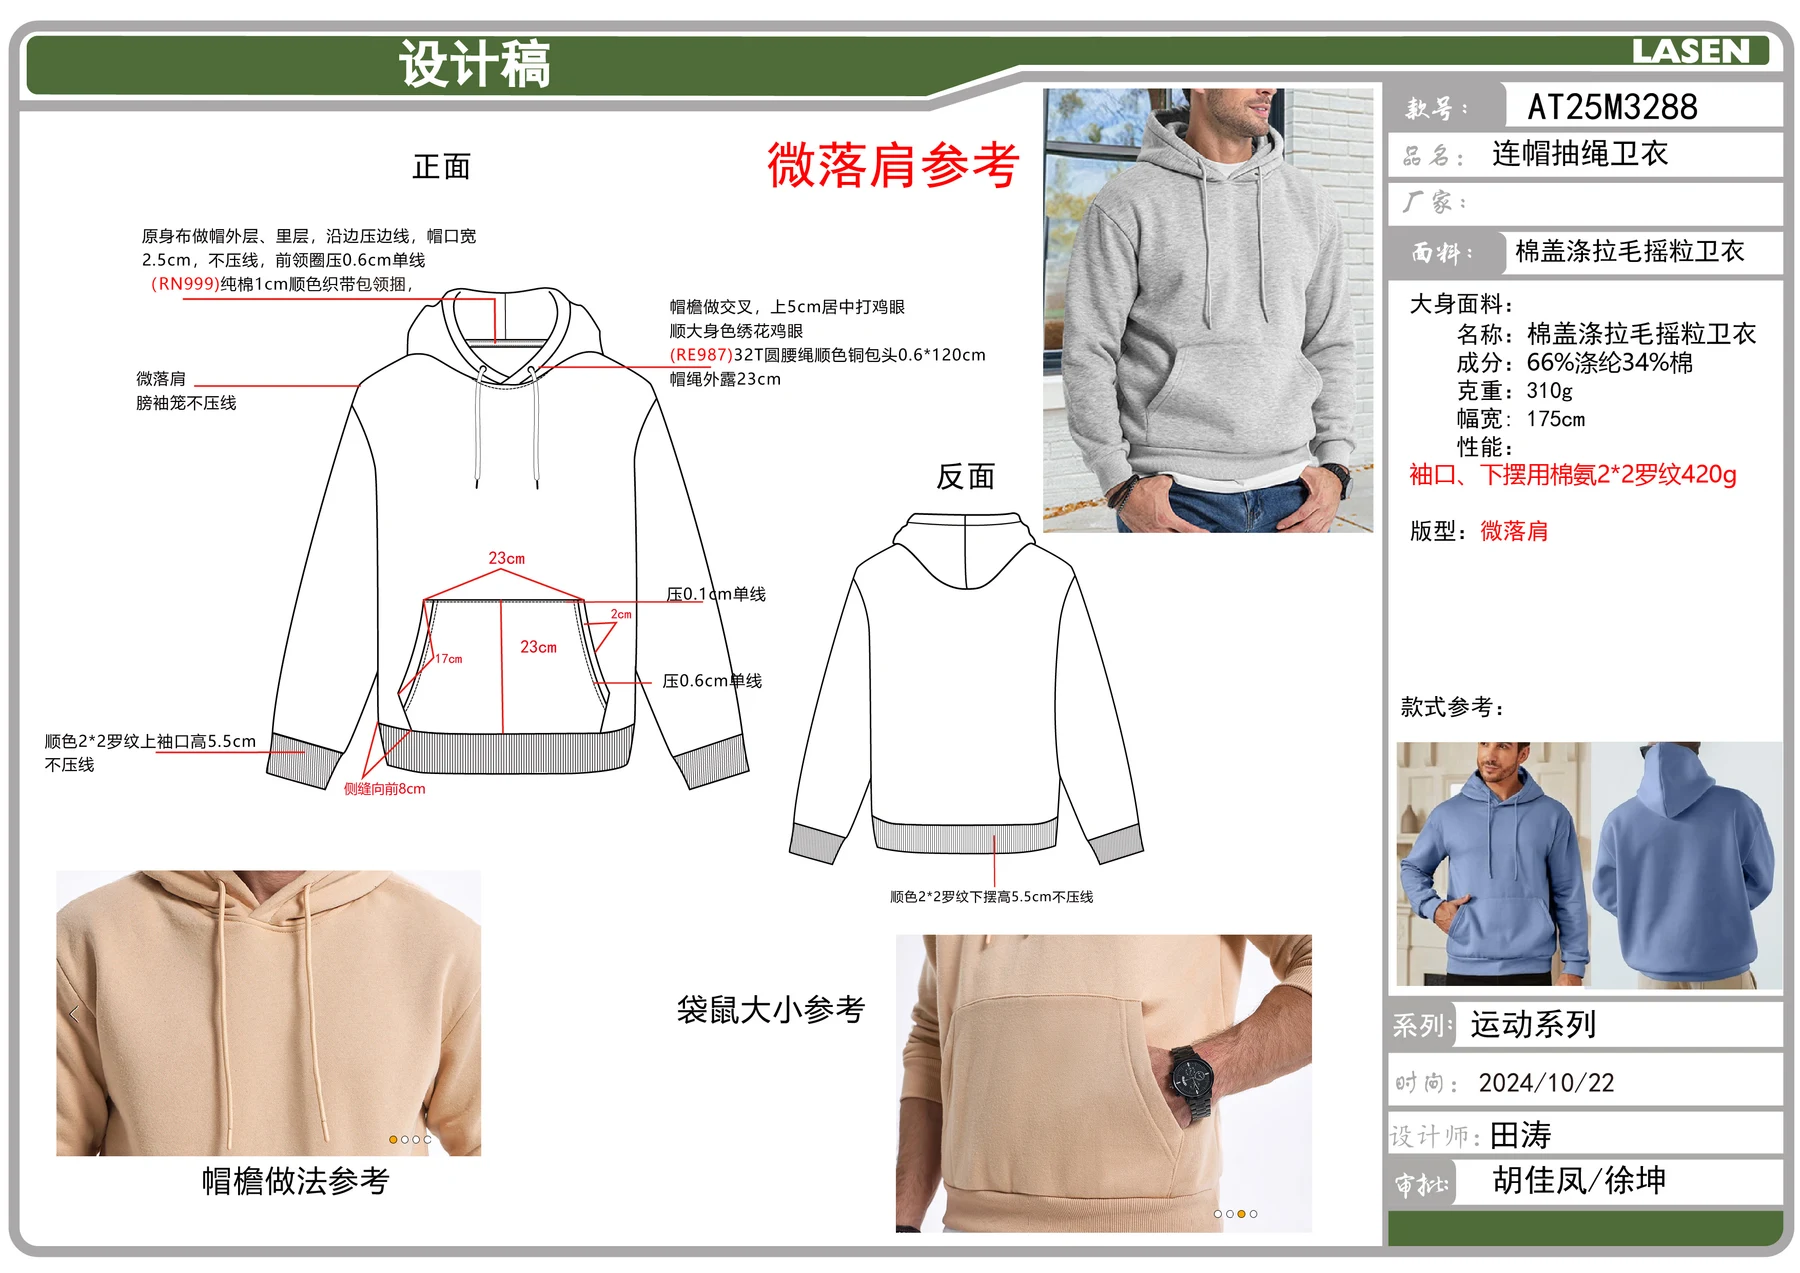 设计稿
LASEN
正面
微落肩参考
原身布做帽外层、里层，沿边压边线，帽口宽
2.5cm，不压线，前领圈压0.6cm单线
(RN999)纯棉1cm顺色织带包领捆，
帽檐做交叉，上5cm居中打鸡眼
顺大身色绣花鸡眼
(RE987)32T圆腰绳顺色铜包头0.6*120cm
帽绳外露23cm
微落肩
膀袖笼不压线
反面
23cm
压0.1cm单线
2cm
23cm
17cm
压0.6cm单线
顺色2*2罗纹上袖口高5.5cm
不压线
侧缝向前8cm
顺色2*2罗纹下摆高5.5cm不压线
帽檐做法参考
袋鼠大小参考
款号： AT25M3288
品名： 连帽抽绳卫衣
厂家：
面料： 棉盖涤拉毛摇粒卫衣
大身面料：
名称：棉盖涤拉毛摇粒卫衣
成分：66%涤纶34%棉
克重：310g
幅宽：175cm
性能：
袖口、下摆用棉氨2*2罗纹420g
版型：微落肩
款式参考：
系列： 运动系列
时间： 2024/10/22
设计师： 田涛
审批： 胡佳凤/徐坤